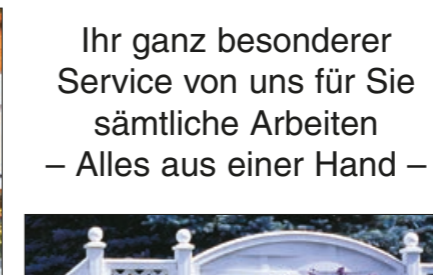 Ihr ganz besonderer
Service von uns für Sie
sämtliche Arbeiten
– Alles aus einer Hand –